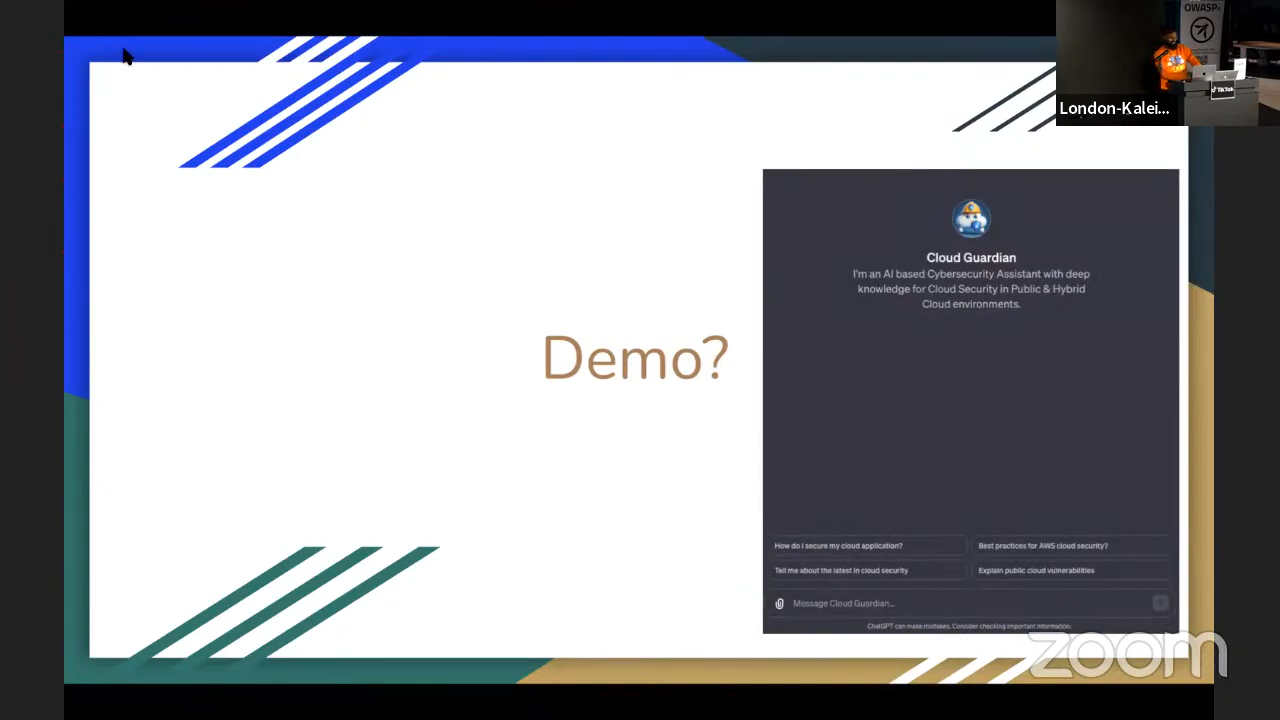 OWASP
TikTok
London-Kalei...
Demo?
Cloud Guardian
I'm an AI based Cybersecurity Assistant with deep
knowledge for Cloud Security in Public & Hybrid
Cloud environments.
How do I secure my cloud application?
Best practices for AWS cloud security?
Tell me about the latest in cloud security
Explain public cloud vulnerabilities
Message Cloud Guardian...
ChatGPT can make mistakes. Consider checking important information.
zoom